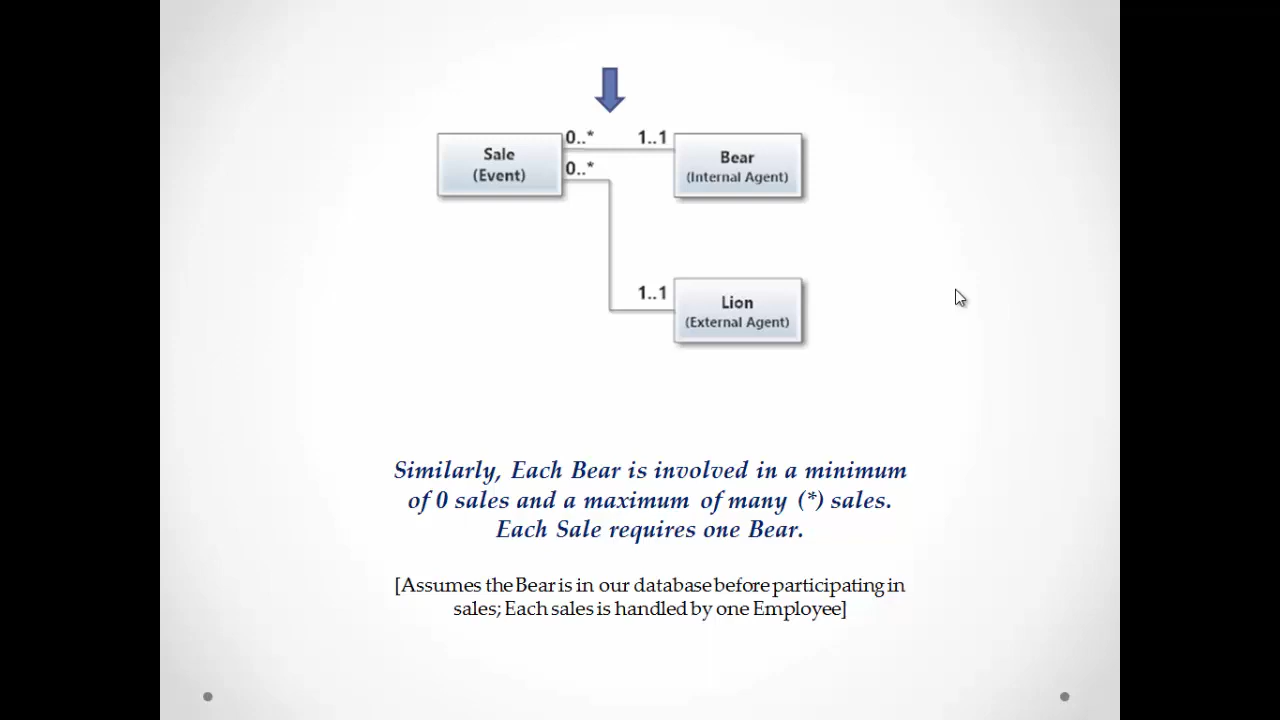 0..* 1..1
Sale
(Event)
Bear
(Internal Agent)
0..*
1..1
Lion
(External Agent)
Similarly, Each Bear is involved in a minimum
of 0 sales and a maximum of many (*) sales.
Each Sale requires one Bear.
[Assumes the Bear is in our database before participating in
sales; Each sales is handled by one Employee]